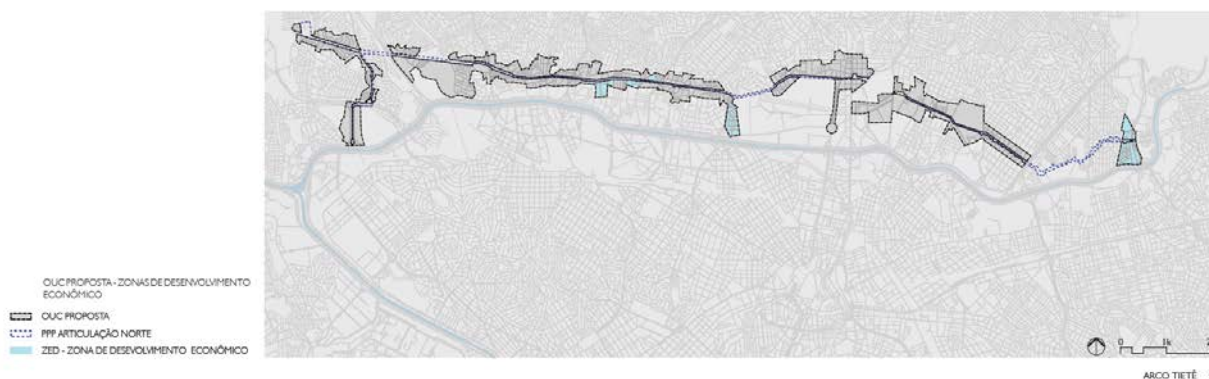 OUC PROPOSTA - ZONAS DE DESENVOLVIMENTO
ECONÔMICO
OUC PROPOSTA
PPP ARTICULAÇÃO NORTE
ZED - ZONA DE DESEVOLVIMENTO ECONÔMICO
0 1k 2
ARCO TIETÊ